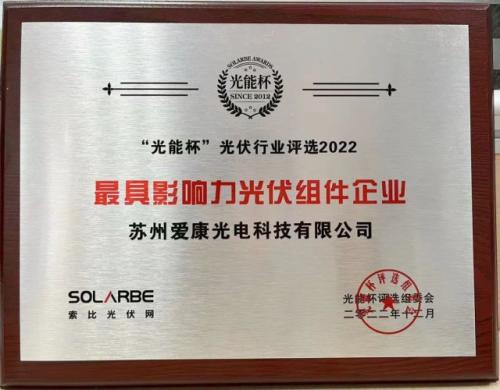 SOLARBE AWARDS
光能杯
SINCE 2012
“光能杯”光伏行业评选2022
最具影响力光伏组件企业
苏州爱康光电科技有限公司
SOLARBE
索比光伏网
光能杯评选组委会
二零二二年十二月